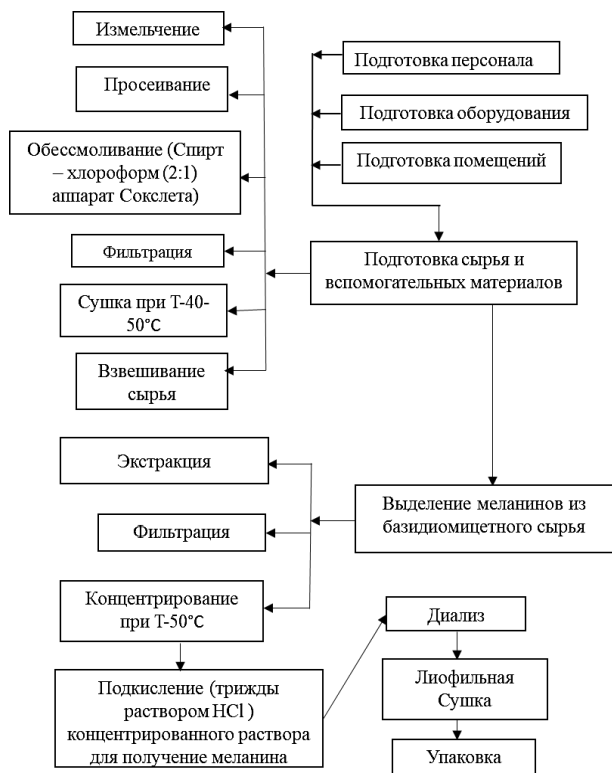 Измельчение
Просеивание
Обессмоливание (Спирт
– хлороформ (2:1)
аппарат Сокслета)
Фильтрация
Сушка при Т-40-
50°С
Взвешивание
сырья
Подготовка персонала
Подготовка оборудования
Подготовка помещений
Подготовка сырья и
вспомогательных материалов
Экстракция
Фильтрация
Концентрирование
при Т-50°С
Подкисление (трижды
раствором HCl )
концентрированного раствора
для получение меланина
Выделение меланинов из
базидиомицетного сырья
Диализ
Лиофильная
Сушка
Упаковка